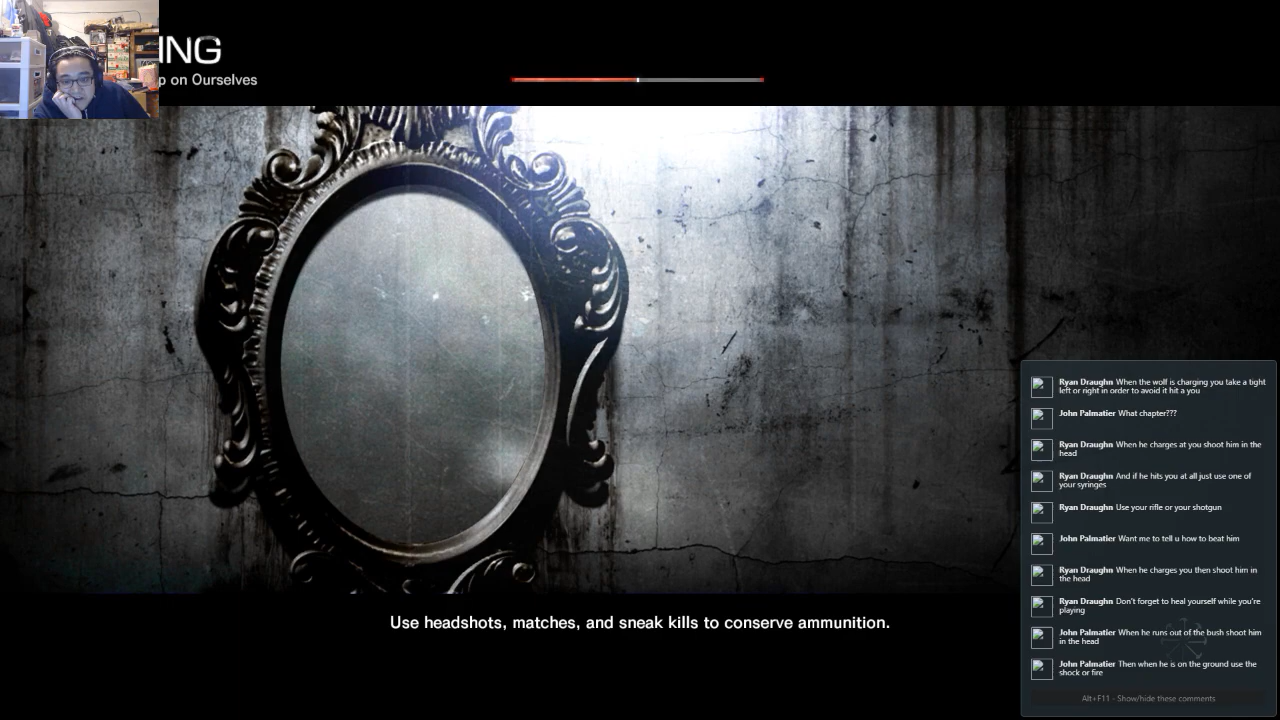 ING
p on Ourselves
Ryan Draughn When the wolf is charging you take a tight
left or right in order to avoid it hit a you
John Palmatier What chapter???
Ryan Draughn When he charges at you shoot him in the
head
Ryan Draughn And if he hits you at all just use one of
your syringes
Ryan Draughn Use your rifle or your shotgun
John Palmatier Want me to tell u how to beat him
Ryan Draughn When he charges you then shoot him in
the head
Ryan Draughn Don't forget to heal yourself while you're
playing
John Palmatier When he runs out of the bush shoot him
in the head
John Palmatier Then when he is on the ground use the
shock or fire
Alt+F11 - Show/hide these comments
Use headshots, matches, and sneak kills to conserve ammunition.